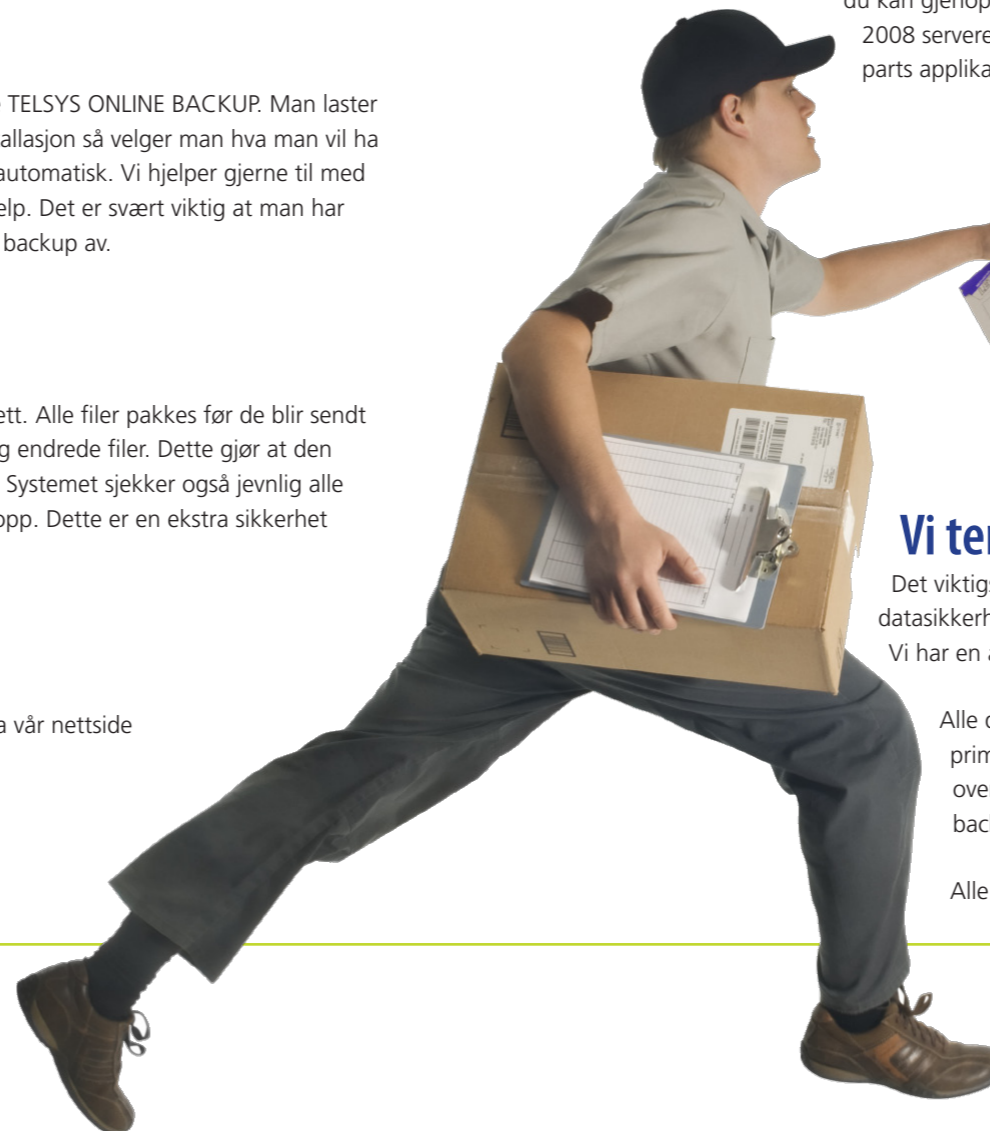 TELSYS ONLINE BACKUP. Man laster
allasjon så velger man hva man vil ha
automatisk. Vi hjelper gjerne til med
elp. Det er svært viktig at man har
backup av.
ett. Alle filer pakkes før de blir sendt
g endrede filer. Dette gjør at den
Systemet sjekker også jevnlig alle
opp. Dette er en ekstra sikkerhet
a vår nettside
du kan gjenop
2008 servere
parts applika
Vi te
Det viktigs
datasikkerh
Vi har en a
Alle
prim
over
bac
Alle